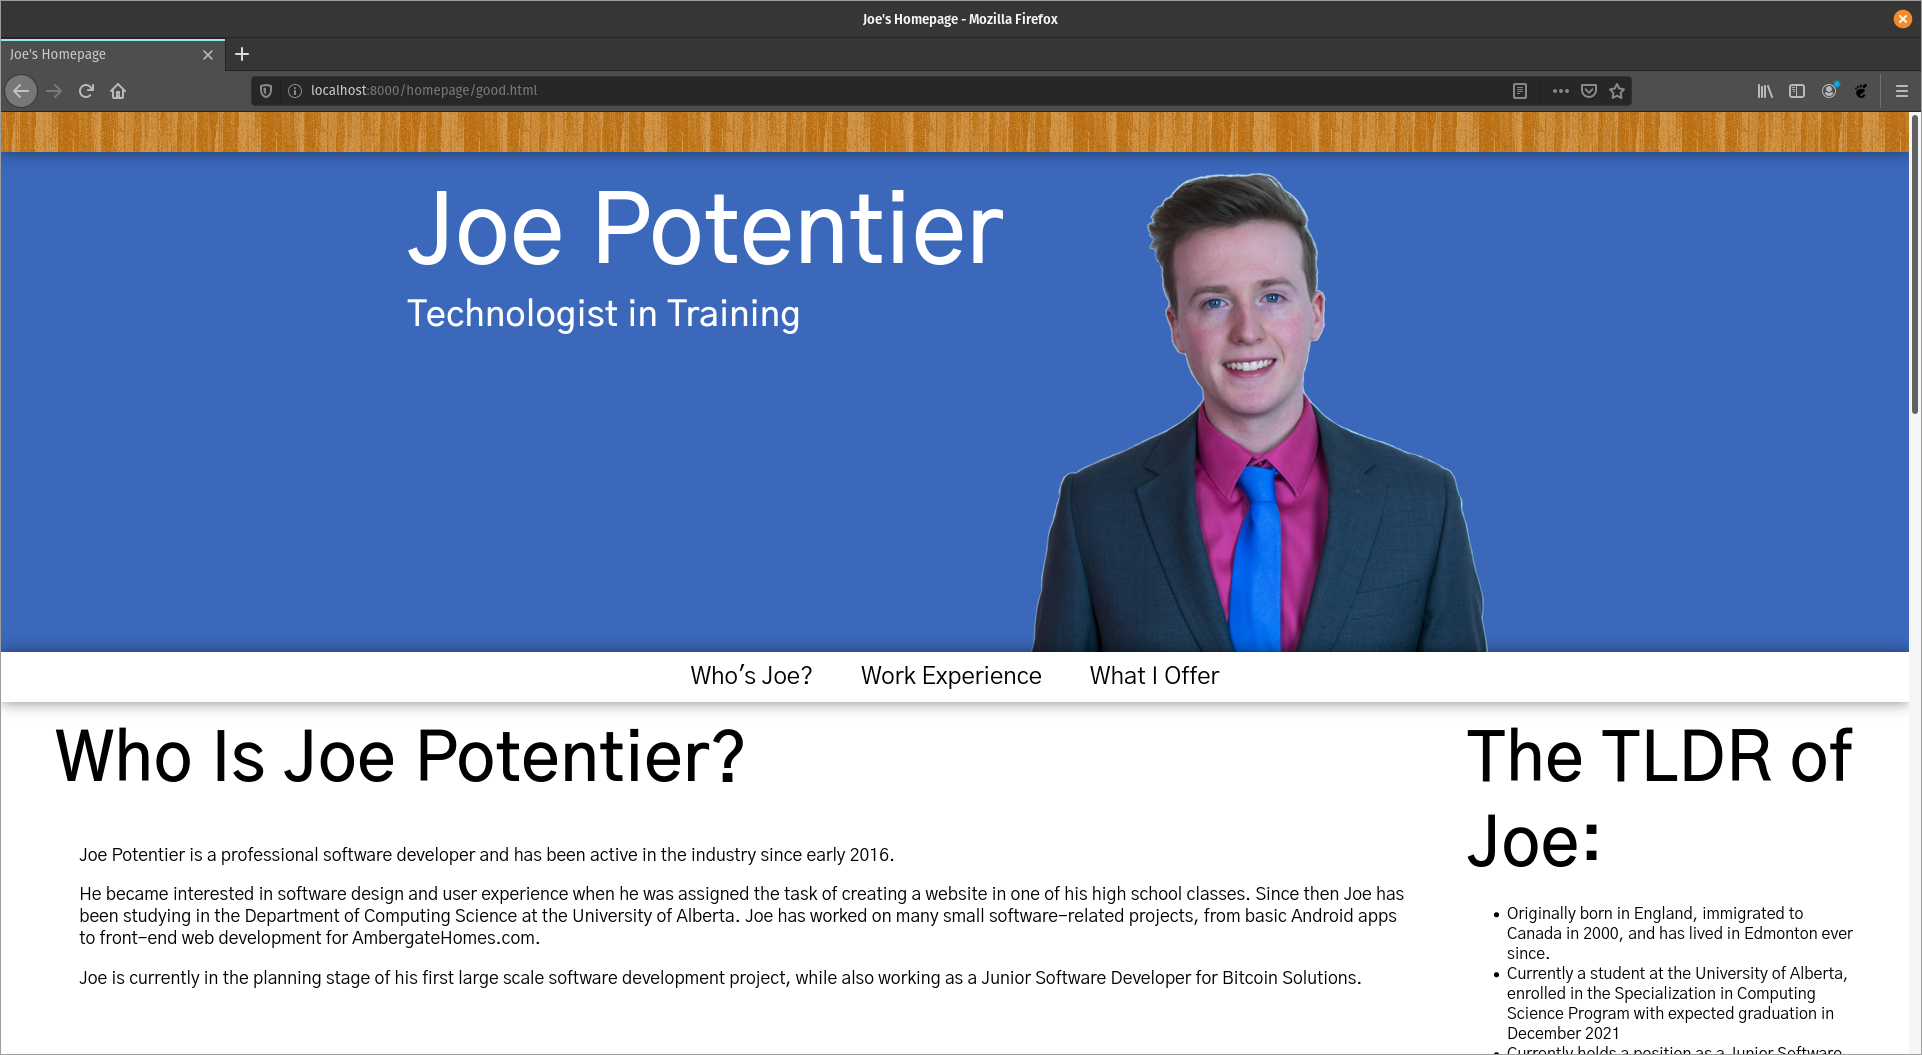 Joe's Homepage - Mozilla Firefox
Joe's Homepage
localhost:8000/homepage/good.html
Joe Potentier
Technologist in Training
Who's Joe?
Work Experience
What I Offer
Who Is Joe Potentier?
Joe Potentier is a professional software developer and has been active in the industry since early 2016.
He became interested in software design and user experience when he was assigned the task of creating a website in one of his high school classes. Since then Joe has
been studying in the Department of Computing Science at the University of Alberta. Joe has worked on many small software-related projects, from basic Android apps
to front-end web development for AmbergateHomes.com.
Joe is currently in the planning stage of his first large scale software development project, while also working as a Junior Software Developer for Bitcoin Solutions.
The TLDR of
Joe:
• Originally born in England, immigrated to
Canada in 2000, and has lived in Edmonton ever
since.
• Currently a student at the University of Alberta,
enrolled in the Specialization in Computing
Science Program with expected graduation in
December 2021
• Currently holds a position as a Junior Software